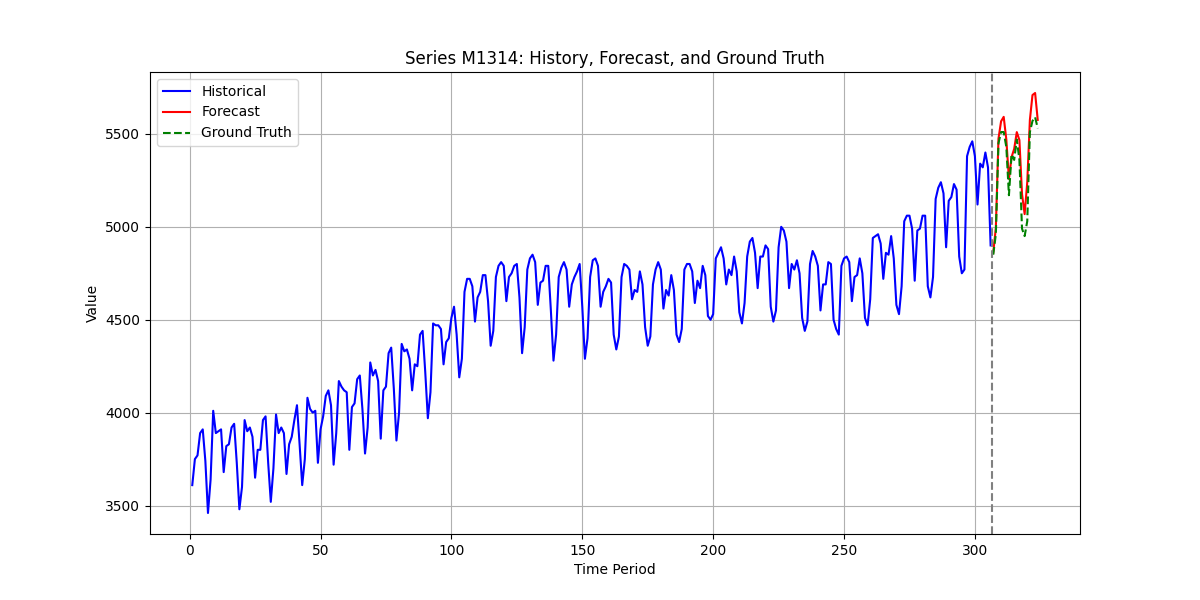 Series M1314: History, Forecast, and Ground Truth
Historical
Forecast
Ground Truth
5500
5000
4500
4000
3500
Value
0 50 100 150 200 250 300
Time Period